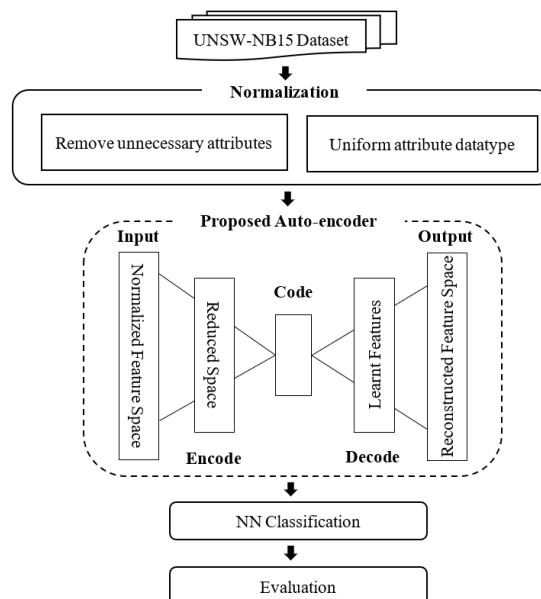 UNSW-NB15 Dataset
Normalization
Remove unnecessary attributes
Uniform attribute datatype
Proposed Auto-encoder
Input
Output
Normalized Feature Space
Reduced Space
Code
Learnt Features
Reconstructed Feature Space
Encode
Decode
NN Classification
Evaluation